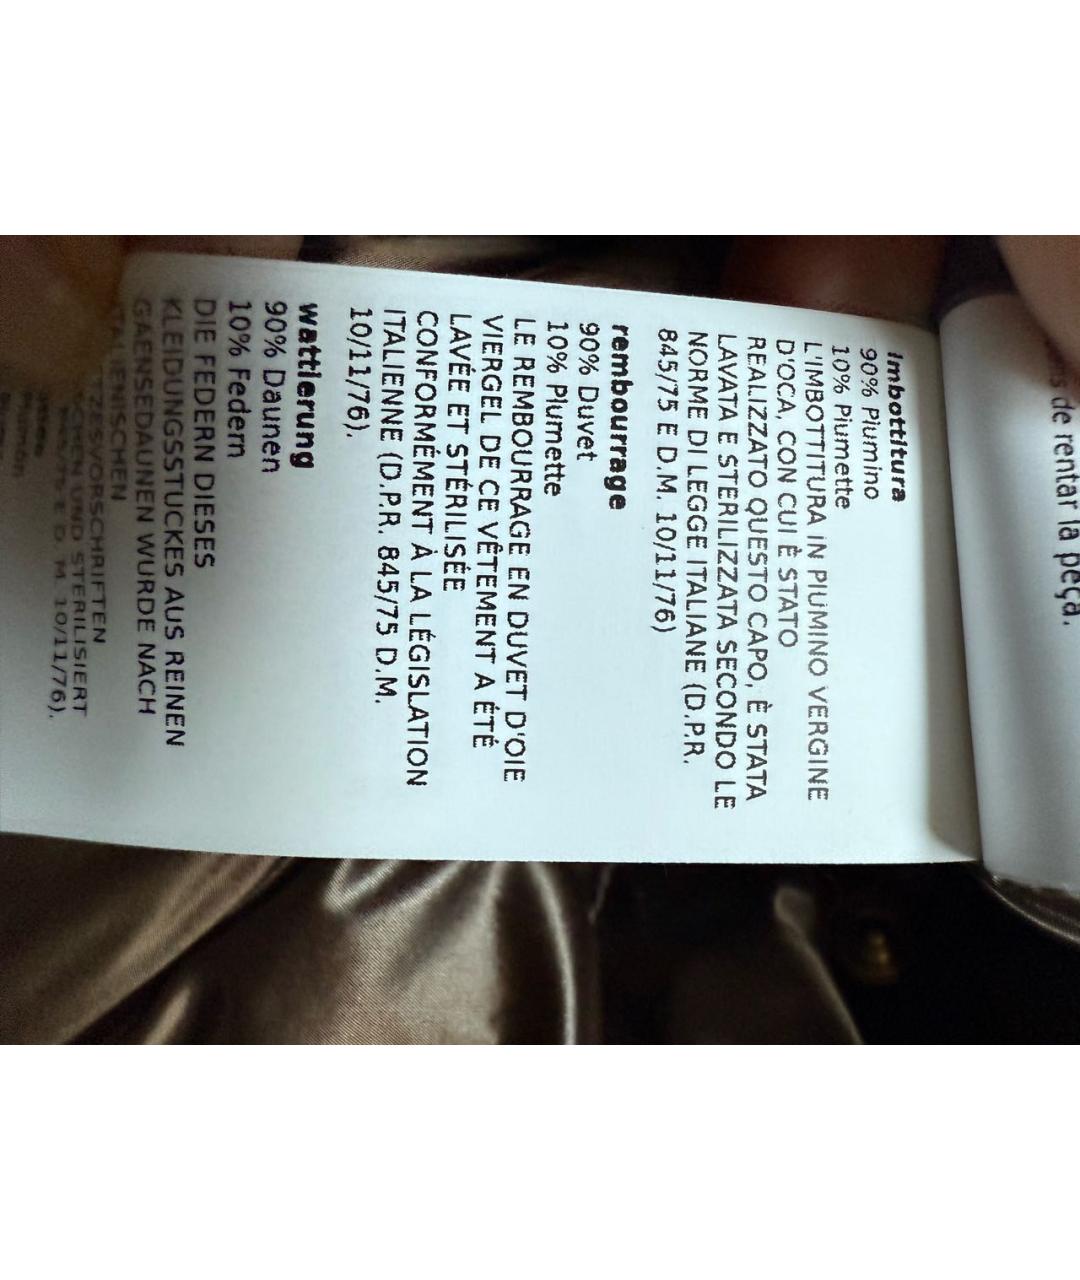 de rentar la peça.
Imbottitura
90% Piumino
10% Piumette
L'IMBOTTITURA IN PIUMINO VERGINE
D'OCA, CON CUI È STATO
REALIZZATO QUESTO CAPO, È STATA
LAVATA E STERILIZZATA SECONDO LE
NORME DI LEGGE ITALIANE (D.P.R.
845/75 E D.M. 10/11/76)
rembourrage
90% Duvet
10% Plumette
LE REMBOURRAGE EN DUVET D'OIE
VIERGEL DE CE VÊTEMENT A ÉTÉ
LAVÉE ET STÉRILISÉE
CONFORMÉMENT À LA LÉGISLATION
ITALIENNE (D.P.R. 845/75 D.M.
10/11/76).
wattierung
90% Daunen
10% Federn
DIE FEDERN DIESES
KLEIDUNGSSTUCKES AUS REINEN
GAENSEDAUNEN WURDE NACH
ITALIENISCHEN
UND STERILISIERT
D. M. 10/11/76).